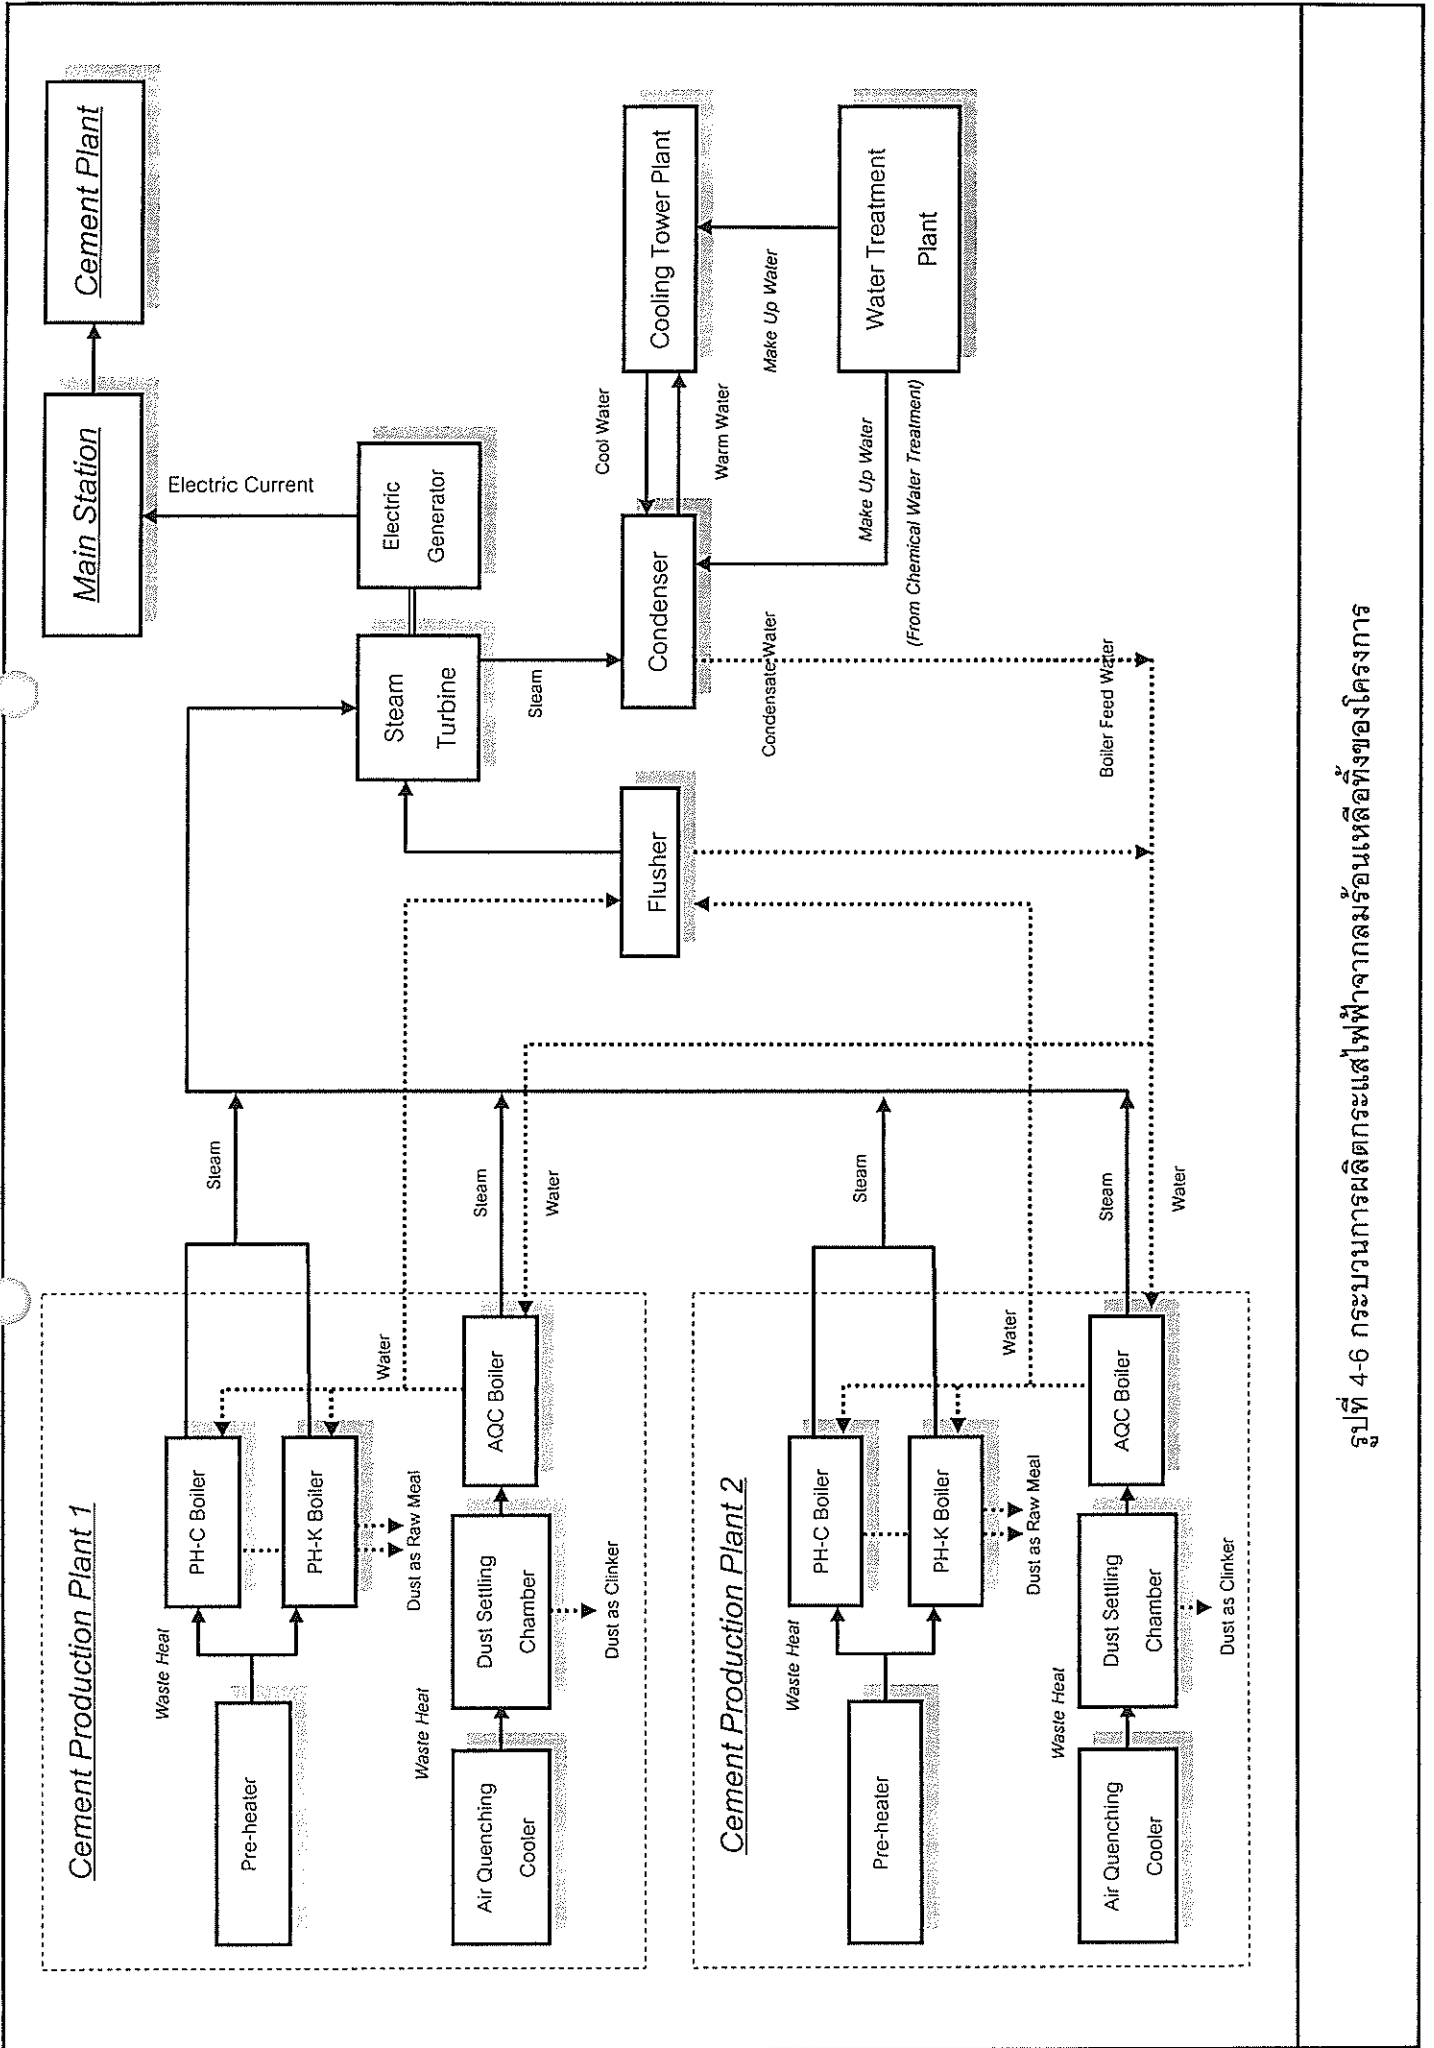 Cement Production Plant 1
Pre-heater
Waste Heat
PH-C Boiler
PH-K Boiler
Dust as Raw Meal
Steam
Water
Air Quenching
Cooler
Waste Heat
Dust Settling
Chamber
Dust as Clinker
AQC Boiler
Steam
Water
Cement Production Plant 2
Pre-heater
Waste Heat
PH-C Boiler
PH-K Boiler
Dust as Raw Meal
Steam
Water
Air Quenching
Cooler
Waste Heat
Dust Settling
Chamber
Dust as Clinker
AQC Boiler
Steam
Water
Main Station
Cement Plant
Electric Current
Steam
Turbine
Electric
Generator
Steam
Flusher
Condenser
Cool Water
Warm Water
Cooling Tower Plant
Make Up Water
Condensate Water
Make Up Water
(From Chemical Water Treatment)
Water Treatment
Plant
Boiler Feed Water
รูปที่ 4-6 กระบวนการผลิตกระแสไฟฟ้าจากลมร้อนเหลือทิ้งของโครงการ